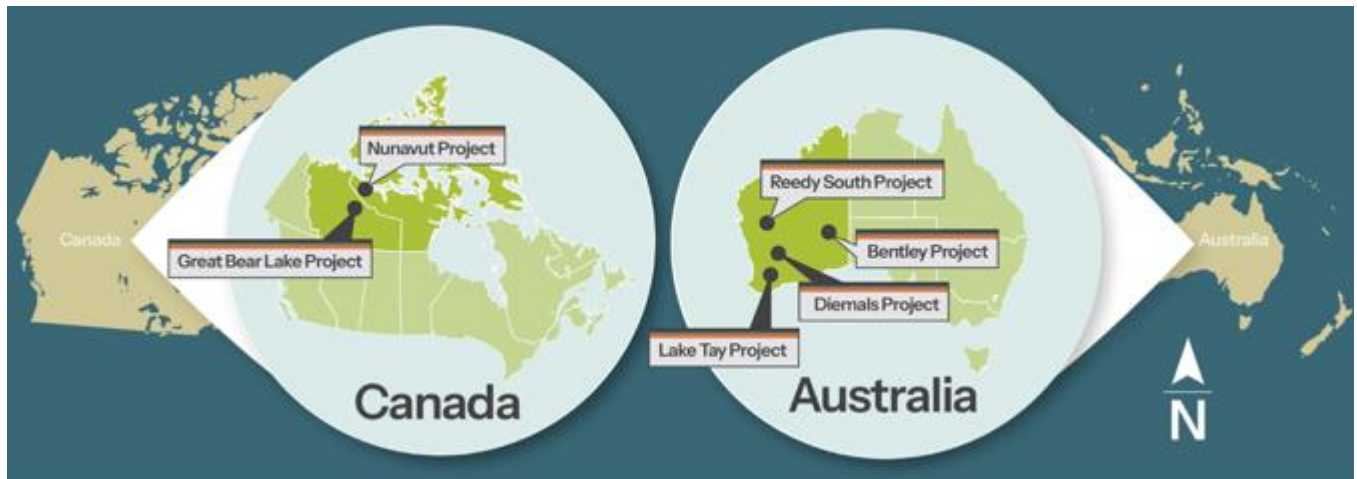 Canada
Nunavut Project
Great Bear Lake Project
Canada
Reedy South Project
Bentley Project
Diemals Project
Lake Tay Project
Australia
Australia
N